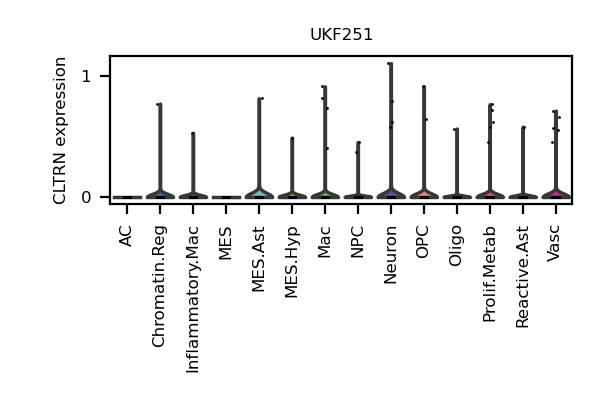 UKF251
CLTRN expression
1
0
AC
Chromatin.Reg
Inflammatory.Mac
MES
MES.Ast
MES.Hyp
Mac
NPC
Neuron
OPC
Oligo
Prolif.Metab
Reactive.Ast
Vasc